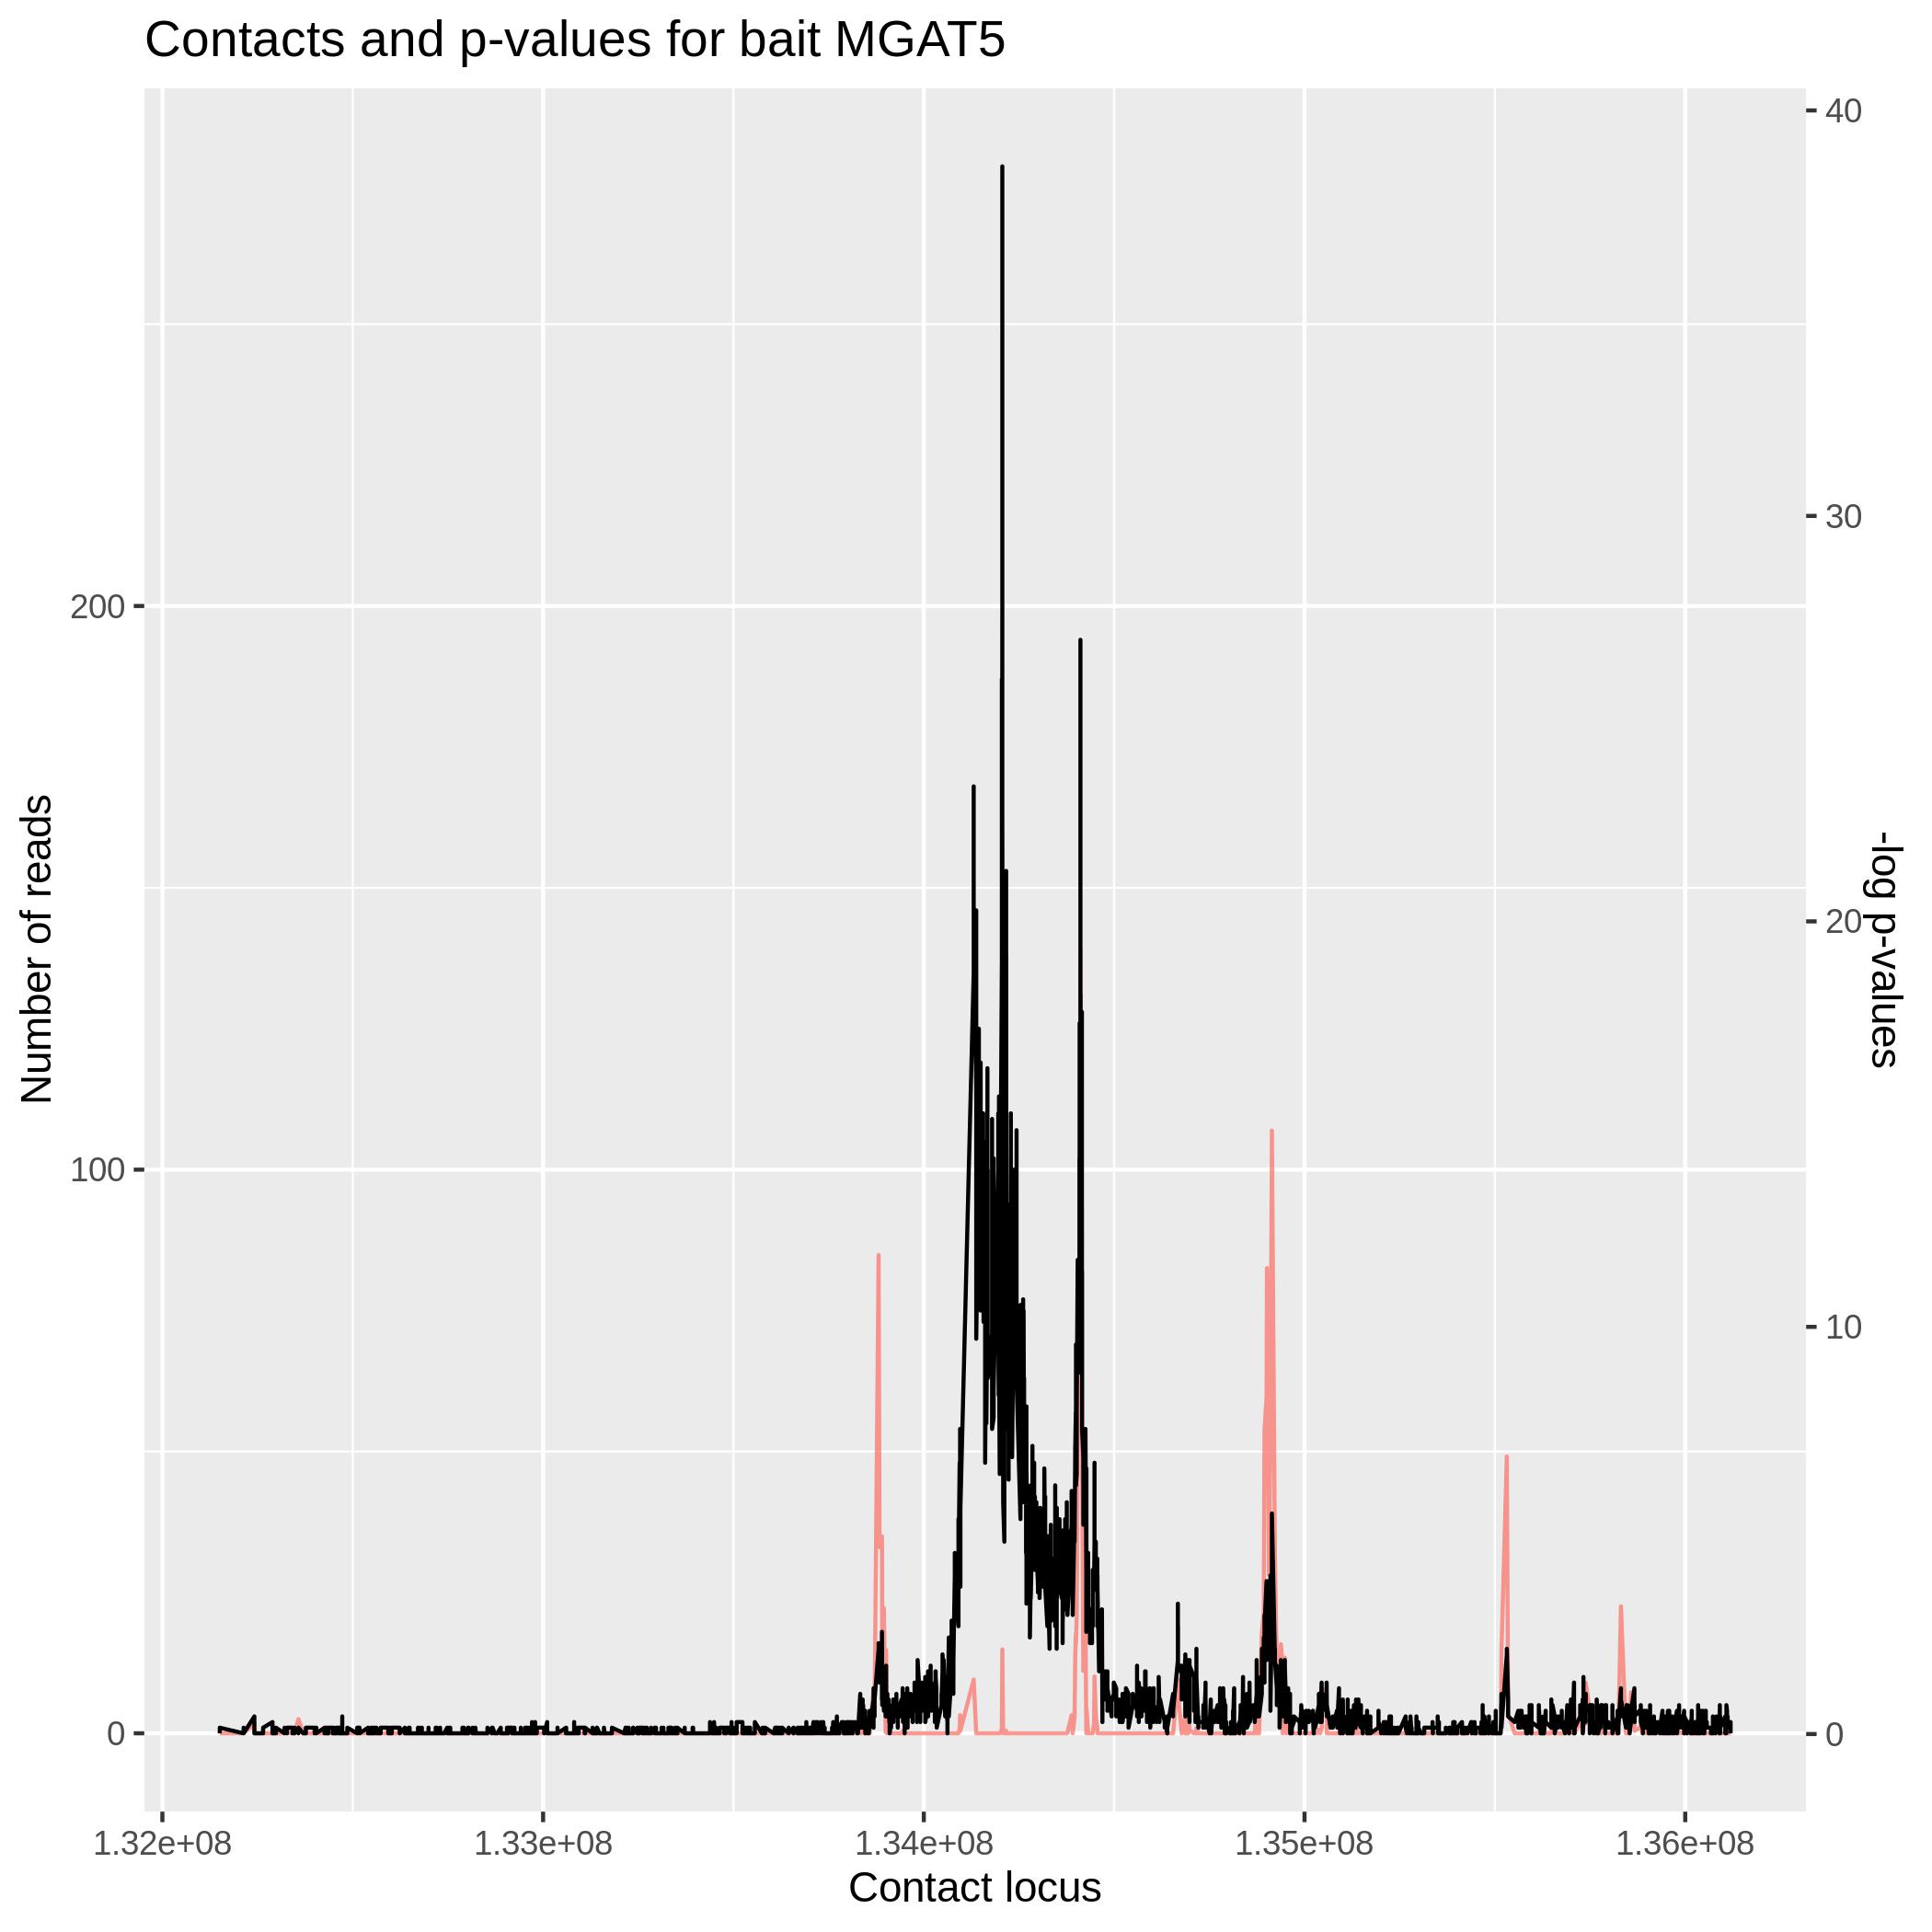 Contacts and p-values for bait MGAT5
40
30
20
10
0
200
100
0
Number of reads
-log p-values
1.32e+08
1.33e+08
1.34e+08
1.35e+08
1.36e+08
Contact locus